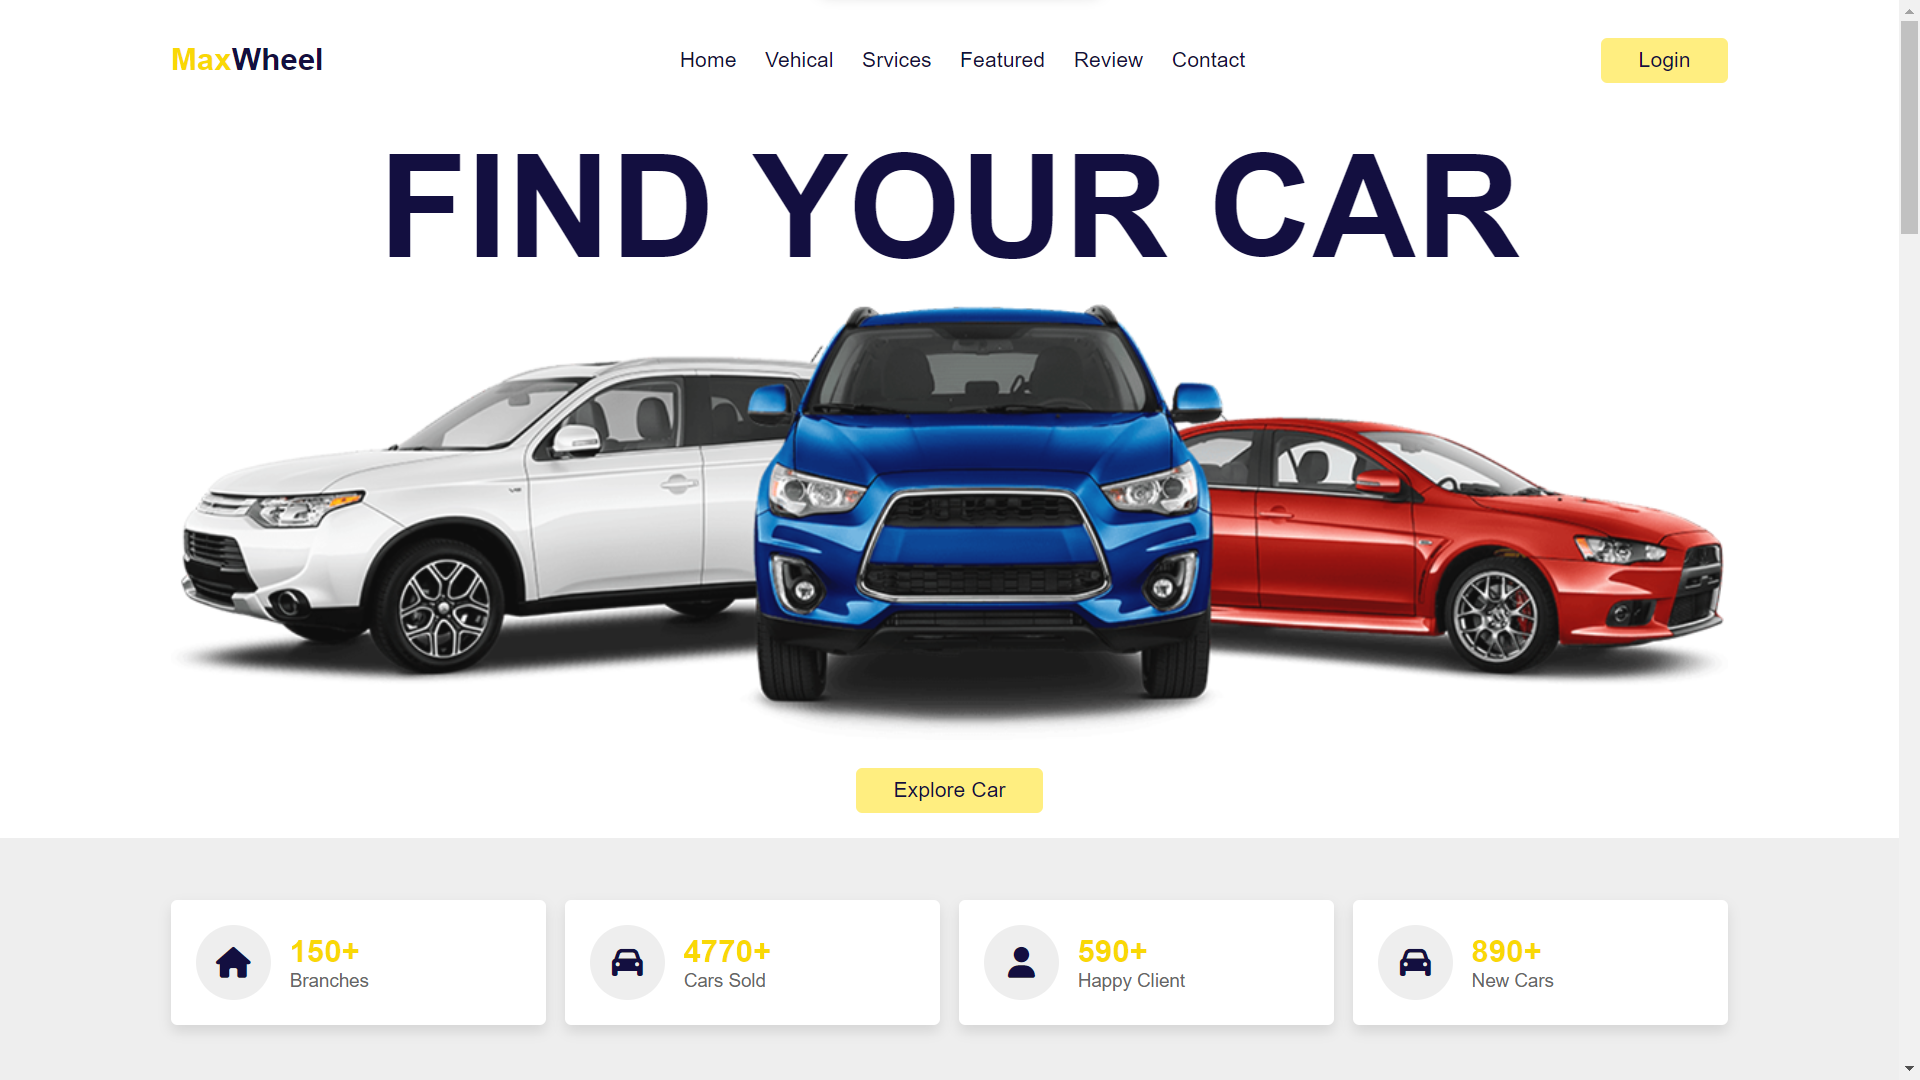 MaxWheel
Home Vehical Srvices Featured Review Contact
Login
FIND YOUR CAR
Explore Car
150+
Branches
4770+
Cars Sold
590+
Happy Client
890+
New Cars